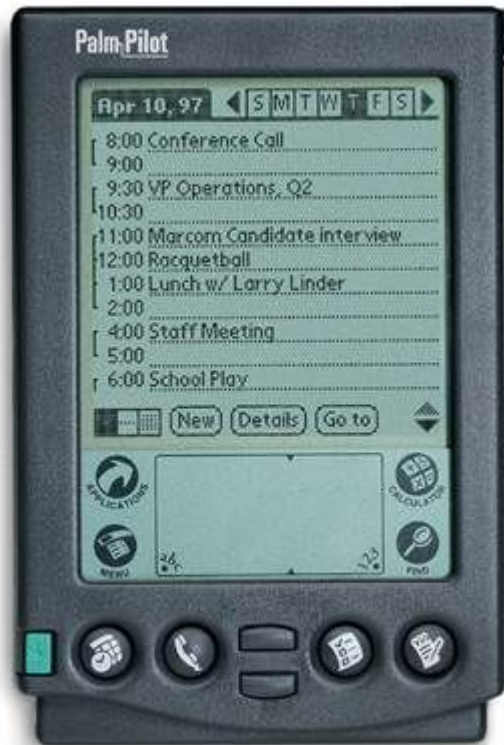 PalmPilot
Apr 10, 97 S M T W T F S
8:00 Conference Call
9:00
9:30 VP Operations, Q2
10:30
11:00 Marcom Candidate interview
12:00 Racquetball
1:00 Lunch w/ Larry Linder
2:00
4:00 Staff Meeting
5:00
6:00 School Play
New Details Go to
APPLICATIONS CALCULATOR
MENU abc 123 FIND